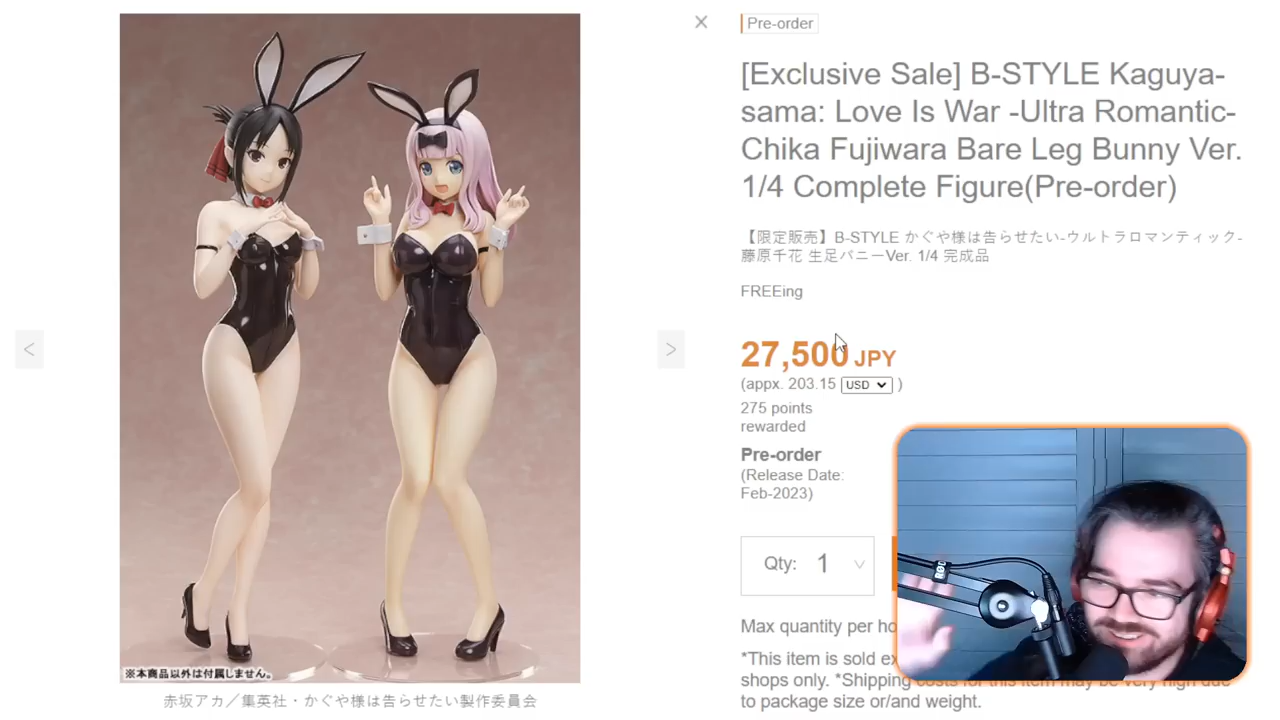 Pre-order
[Exclusive Sale] B-STYLE Kaguya-
sama: Love Is War -Ultra Romantic-
Chika Fujiwara Bare Leg Bunny Ver.
1/4 Complete Figure(Pre-order)
【限定販売】B-STYLE かぐや様は告らせたい-ウルトラロマンティック-
藤原千花 生足バニーVer. 1/4 完成品
FREEing
27,500 JPY
(appx. 203.15 USD )
275 points
rewarded
Pre-order
(Release Date:
Feb-2023)
Qty: 1
Max quantity per ho
*This item is sold ex
shops only. *Shipping costs for this item may be very high due
to package size or/and weight.
RØDE
※本商品以外は付属しません。
赤坂アカ／集英社・かぐや様は告らせたい製作委員会